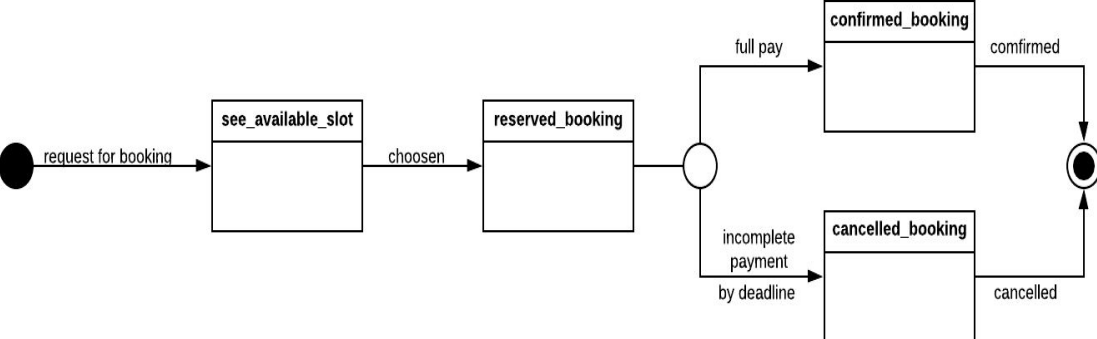 request for booking
see_available_slot
choosen
reserved_booking
full pay
confirmed_booking
comfirmed
incomplete
payment
by deadline
cancelled_booking
cancelled